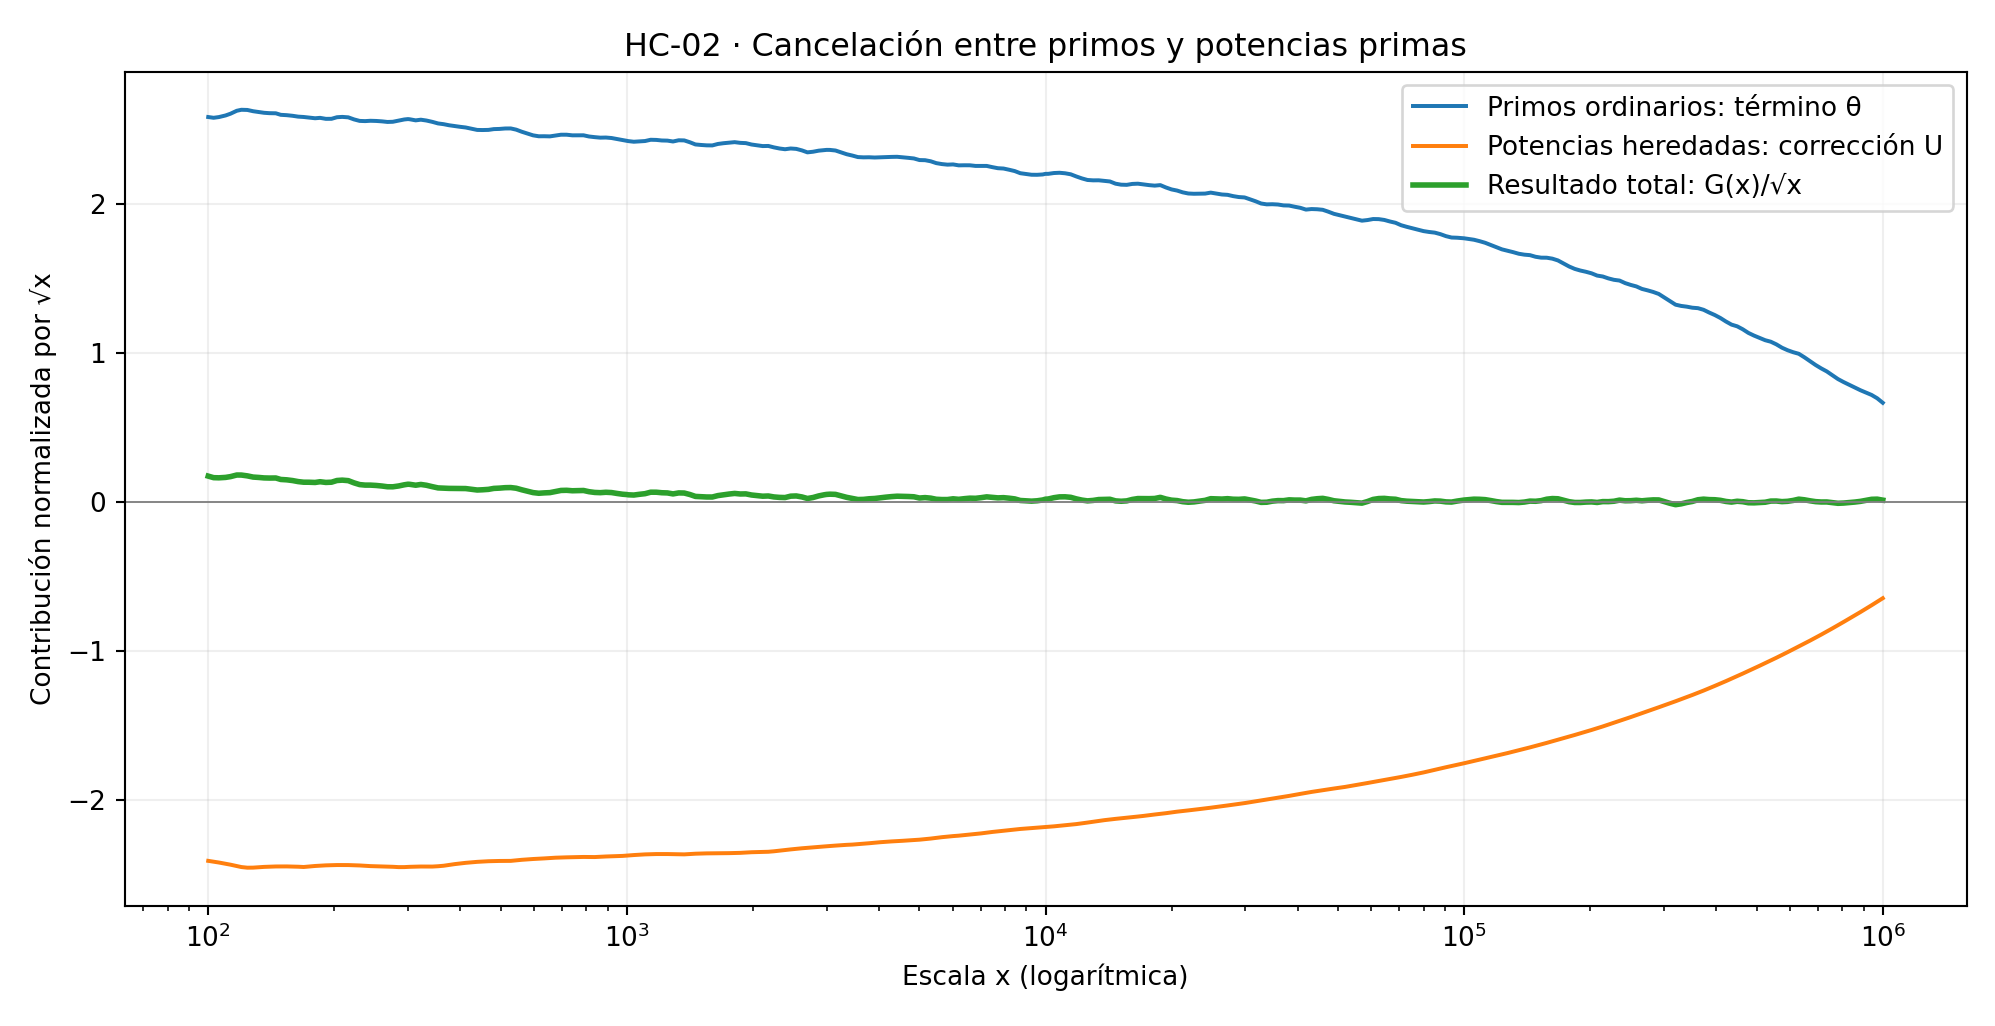 HC-02 · Cancelación entre primos y potencias primas
Primos ordinarios: término θ
Potencias heredadas: corrección U
Resultado total: G(x)/√x
Contribución normalizada por √x
2
1
0
−1
−2
10²
10³
10⁴
10⁵
10⁶
Escala x (logarítmica)